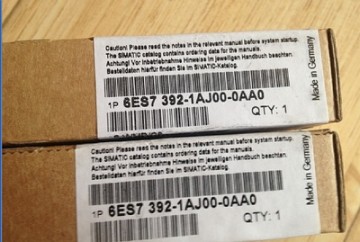 Caution! Please read the notes in the relevant manual before system startup.
The SIMATIC catalog contains ordering data for the manuals.
Achtung! Vor Inbetriebnahme Hinweise im jeweiligen Handbuch beachten.
Bestelldaten hierfür finden Sie im SIMATIC-Katalog.
1P 6ES7 392-1AJ00-0AA0
QTY: 1
Made in Germany
Caution! Please read the notes in the relevant manual before system startup.
The SIMATIC catalog contains ordering data for the manuals.
Achtung! Vor Inbetriebnahme Hinweise im jeweiligen Handbuch beachten.
Bestelldaten hierfür finden Sie im SIMATIC-Katalog.
1P 6ES7 392-1AJ00-0AA0
QTY: 1
Made in Germany